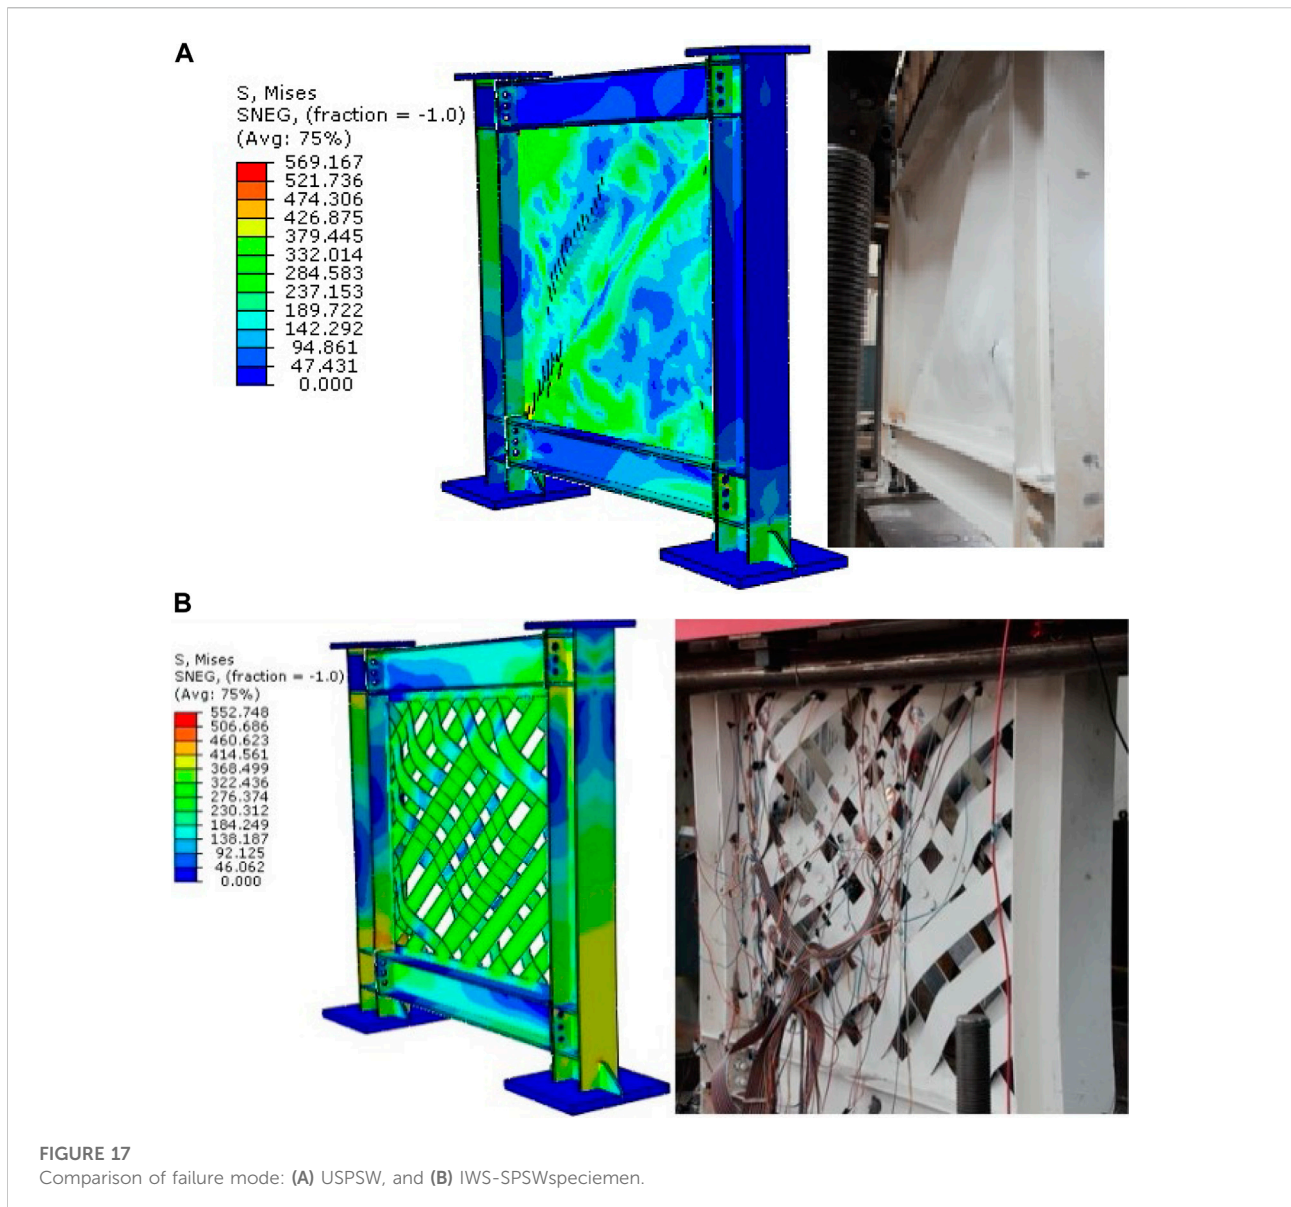 A
S, Mises
SNEG, (fraction = -1.0)
(Avg: 75%)
569.167
521.736
474.306
426.875
379.445
332.014
284.583
237.153
189.722
142.292
94.861
47.431
0.000
B
S, Mises
SNEG, (fraction = -1.0)
(Avg: 75%)
552.748
506.686
460.623
414.561
368.499
322.436
276.374
230.312
184.249
138.187
92.125
46.062
0.000
FIGURE 17
Comparison of failure mode: (A) USPSW, and (B) IWS-SPSWspeciemen.